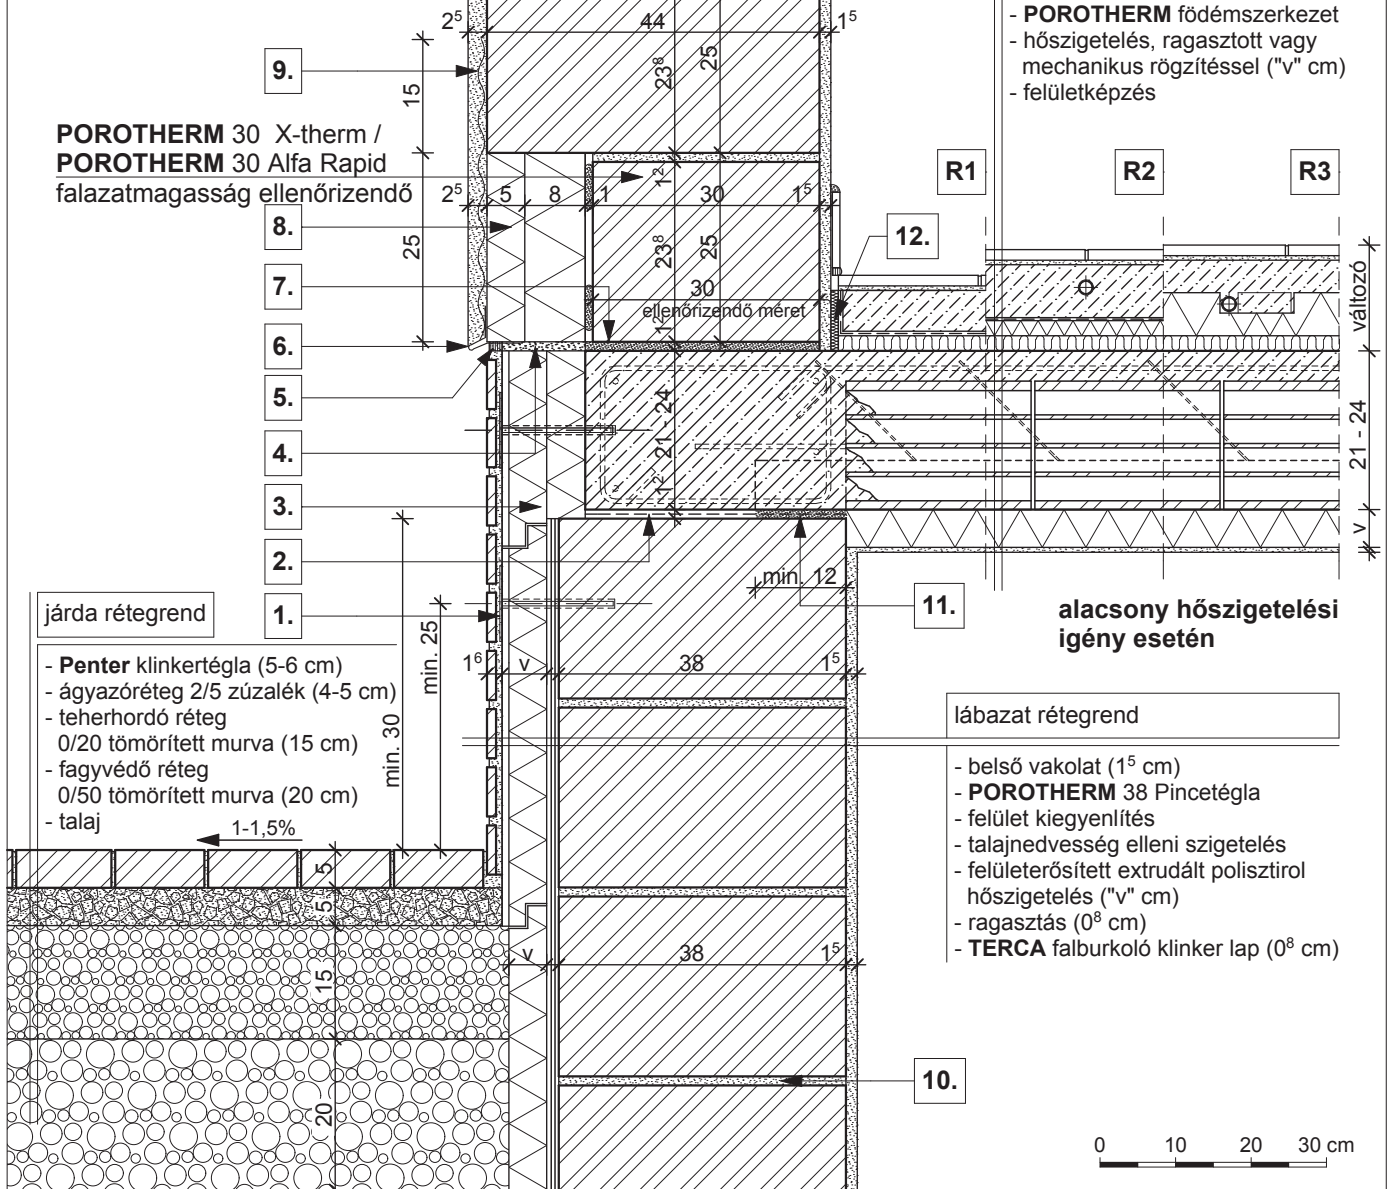 2⁵ 44 1⁵
- POROTHERM födémszerkezet
- hőszigetelés, ragasztott vagy
mechanikus rögzítéssel ("v" cm)
- felületképzés
9.
15
23⁸
25
POROTHERM 30 X-therm /
POROTHERM 30 Alfa Rapid
falazatmagasság ellenőrizendő
R1
R2
R3
1²
2⁵ 5 8 1 30 1⁵
8.
12.
25
23⁸
25
7.
30
ellenőrizendő méret
változó
1²
6.
5.
4.
21 - 24
21 - 24
3.
1²
2.
v
min. 12
11.
1.
alacsony hőszigetelési
igény esetén
járda rétegrend
- Penter klinkertégla (5-6 cm)
- ágyazóréteg 2/5 zúzalék (4-5 cm)
- teherhordó réteg
0/20 tömörített murva (15 cm)
- fagyvédő réteg
0/50 tömörített murva (20 cm)
- talaj
min. 25
min. 30
1⁶ v 38 1⁵
lábazat rétegrend
- belső vakolat (1⁵ cm)
- POROTHERM 38 Pincetégla
- felület kiegyenlítés
- talajnedvesség elleni szigetelés
- felületerősített extrudált polisztirol
hőszigetelés ("v" cm)
- ragasztás (0⁸ cm)
- TERCA falburkoló klinker lap (0⁸ cm)
1-1,5%
5
5
v 38 1⁵
15
10.
20
0 10 20 30 cm